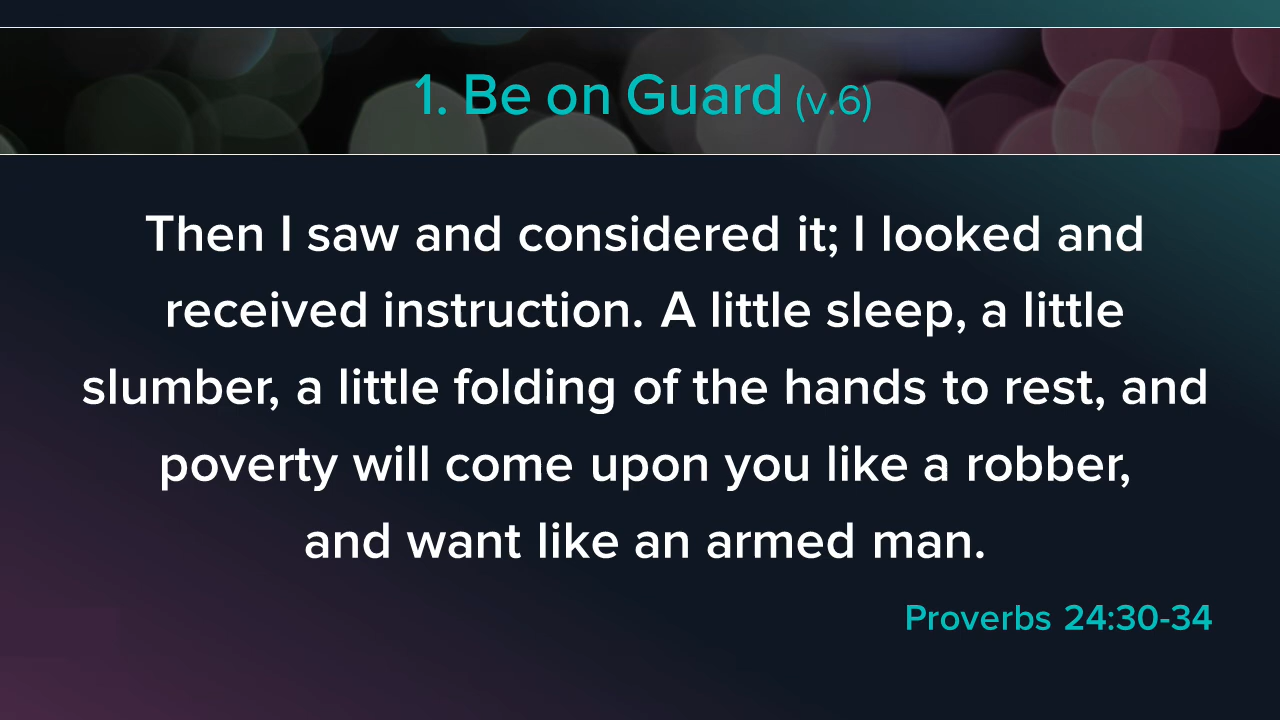 1. Be on Guard (v.6)
Then I saw and considered it; I looked and
received instruction. A little sleep, a little
slumber, a little folding of the hands to rest, and
poverty will come upon you like a robber,
and want like an armed man.
Proverbs 24:30-34